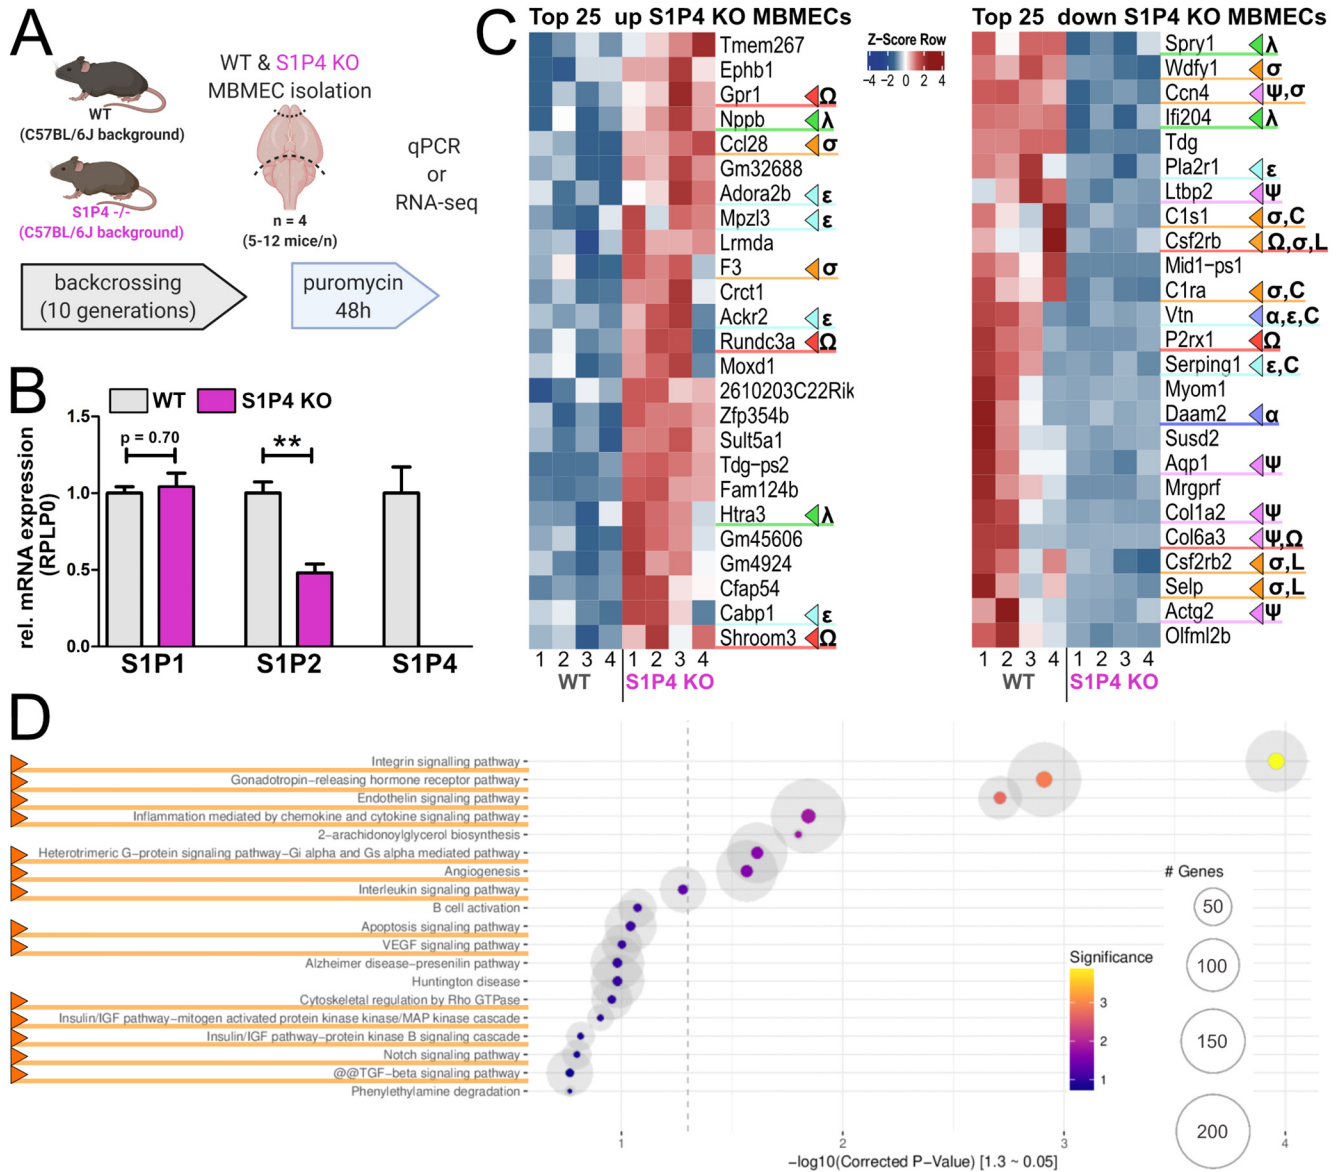 A
WT
(C57BL/6J background)
S1P4 -/-
(C57BL/6J background)
WT & S1P4 KO
MBMEC isolation
n = 4
(5-12 mice/n)
qPCR
or
RNA-seq
backcrossing
(10 generations)
puromycin
48h
B
WT
S1P4 KO
rel. mRNA expression
(RPLP0)
1.5
1.0
0.5
0.0
p = 0.70
**
S1P1
S1P2
S1P4
C
Top 25 up S1P4 KO MBMECs
Tmem267
Ephb1
Gpr1 Ω
Nppb λ
Ccl28 σ
Gm32688
Adora2b ε
Mpzl3 ε
Lrmda
F3 σ
Crct1
Ackr2 ε
Rundc3a Ω
Moxd1
2610203C22Rik
Zfp354b
Sult5a1
Tdg-ps2
Fam124b
Htra3 λ
Gm45606
Gm4924
Cfap54
Cabp1 ε
Shroom3 Ω
1 2 3 4 1 2 3 4
WT S1P4 KO
Z-Score Row
-4 -2 0 2 4
Top 25 down S1P4 KO MBMECs
Spry1 λ
Wdfy1 σ
Ccn4 Ψ,σ
Ifi204 λ
Tdg
Pla2r1 ε
Ltbp2 Ψ
C1s1 σ,C
Csf2rb Ω,σ,L
Mid1-ps1
C1ra σ,C
Vtn α,ε,C
P2rx1 Ω
Serping1 ε,C
Myom1
Daam2 α
Susd2
Aqp1 Ψ
Mrgprf
Col1a2 Ψ
Col6a3 Ψ,Ω
Csf2rb2 σ,L
Selp σ,L
Actg2 Ψ
Olfml2b
1 2 3 4 1 2 3 4
WT S1P4 KO
D
Integrin signalling pathway
Gonadotropin-releasing hormone receptor pathway
Endothelin signaling pathway
Inflammation mediated by chemokine and cytokine signaling pathway
2-arachidonoylglycerol biosynthesis
Heterotrimeric G-protein signaling pathway-Gi alpha and Gs alpha mediated pathway
Angiogenesis
Interleukin signaling pathway
B cell activation
Apoptosis signaling pathway
VEGF signaling pathway
Alzheimer disease-presenilin pathway
Huntington disease
Cytoskeletal regulation by Rho GTPase
Insulin/IGF pathway-mitogen activated protein kinase kinase/MAP kinase cascade
Insulin/IGF pathway-protein kinase B signaling cascade
Notch signaling pathway
@@TGF-beta signaling pathway
Phenylethylamine degradation
1 2 3 4
-log10(Corrected P-Value) [1.3 ~ 0.05]
Significance
3
2
1
# Genes
50
100
150
200